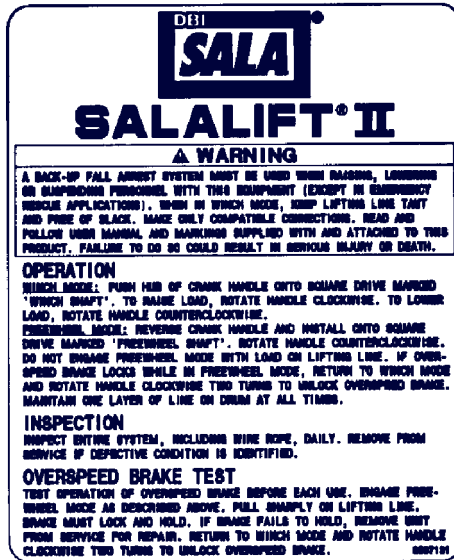 DBI
SALA®
SALALIFT® II
⚠ WARNING
A BACK-UP FALL ARREST SYSTEM MUST BE USED WHEN RAISING, LOWERING
OR SUSPENDING PERSONNEL WITH THIS EQUIPMENT (EXCEPT IN EMERGENCY
RESCUE APPLICATIONS). WHEN IN WINCH MODE, KEEP LIFTING LINE TAUT
AND FREE OF SLACK. MAKE ONLY COMPATIBLE CONNECTIONS. READ AND
FOLLOW USER MANUAL AND MARKINGS SUPPLIED WITH AND ATTACHED TO THIS
PRODUCT. FAILURE TO DO SO COULD RESULT IN SERIOUS INJURY OR DEATH.
OPERATION
WINCH MODE: PUSH HUB OF CRANK HANDLE ONTO SQUARE DRIVE MARKED
'WINCH SHAFT'. TO RAISE LOAD, ROTATE HANDLE CLOCKWISE. TO LOWER
LOAD, ROTATE HANDLE COUNTERCLOCKWISE.
FREEWHEEL MODE: REVERSE CRANK HANDLE AND INSTALL ONTO SQUARE
DRIVE MARKED 'FREEWHEEL SHAFT'. ROTATE HANDLE COUNTERCLOCKWISE.
DO NOT ENGAGE FREEWHEEL MODE WITH LOAD ON LIFTING LINE. IF OVER-
SPEED BRAKE LOCKS WHILE IN FREEWHEEL MODE, RETURN TO WINCH MODE
AND ROTATE HANDLE CLOCKWISE TWO TURNS TO UNLOCK OVERSPEED BRAKE.
MAINTAIN ONE LAYER OF LINE ON DRUM AT ALL TIMES.
INSPECTION
INSPECT ENTIRE SYSTEM, INCLUDING WIRE ROPE, DAILY. REMOVE FROM
SERVICE IF DEFECTIVE CONDITION IS IDENTIFIED.
OVERSPEED BRAKE TEST
TEST OPERATION OF OVERSPEED BRAKE BEFORE EACH USE. ENGAGE FREE-
WHEEL MODE AS DESCRIBED ABOVE. PULL SHARPLY ON LIFTING LINE.
BRAKE MUST LOCK AND HOLD. IF BRAKE FAILS TO HOLD, REMOVE UNIT
FROM SERVICE FOR REPAIR. RETURN TO WINCH MODE AND ROTATE HANDLE
CLOCKWISE TWO TURNS TO UNLOCK OVERSPEED BRAKE.